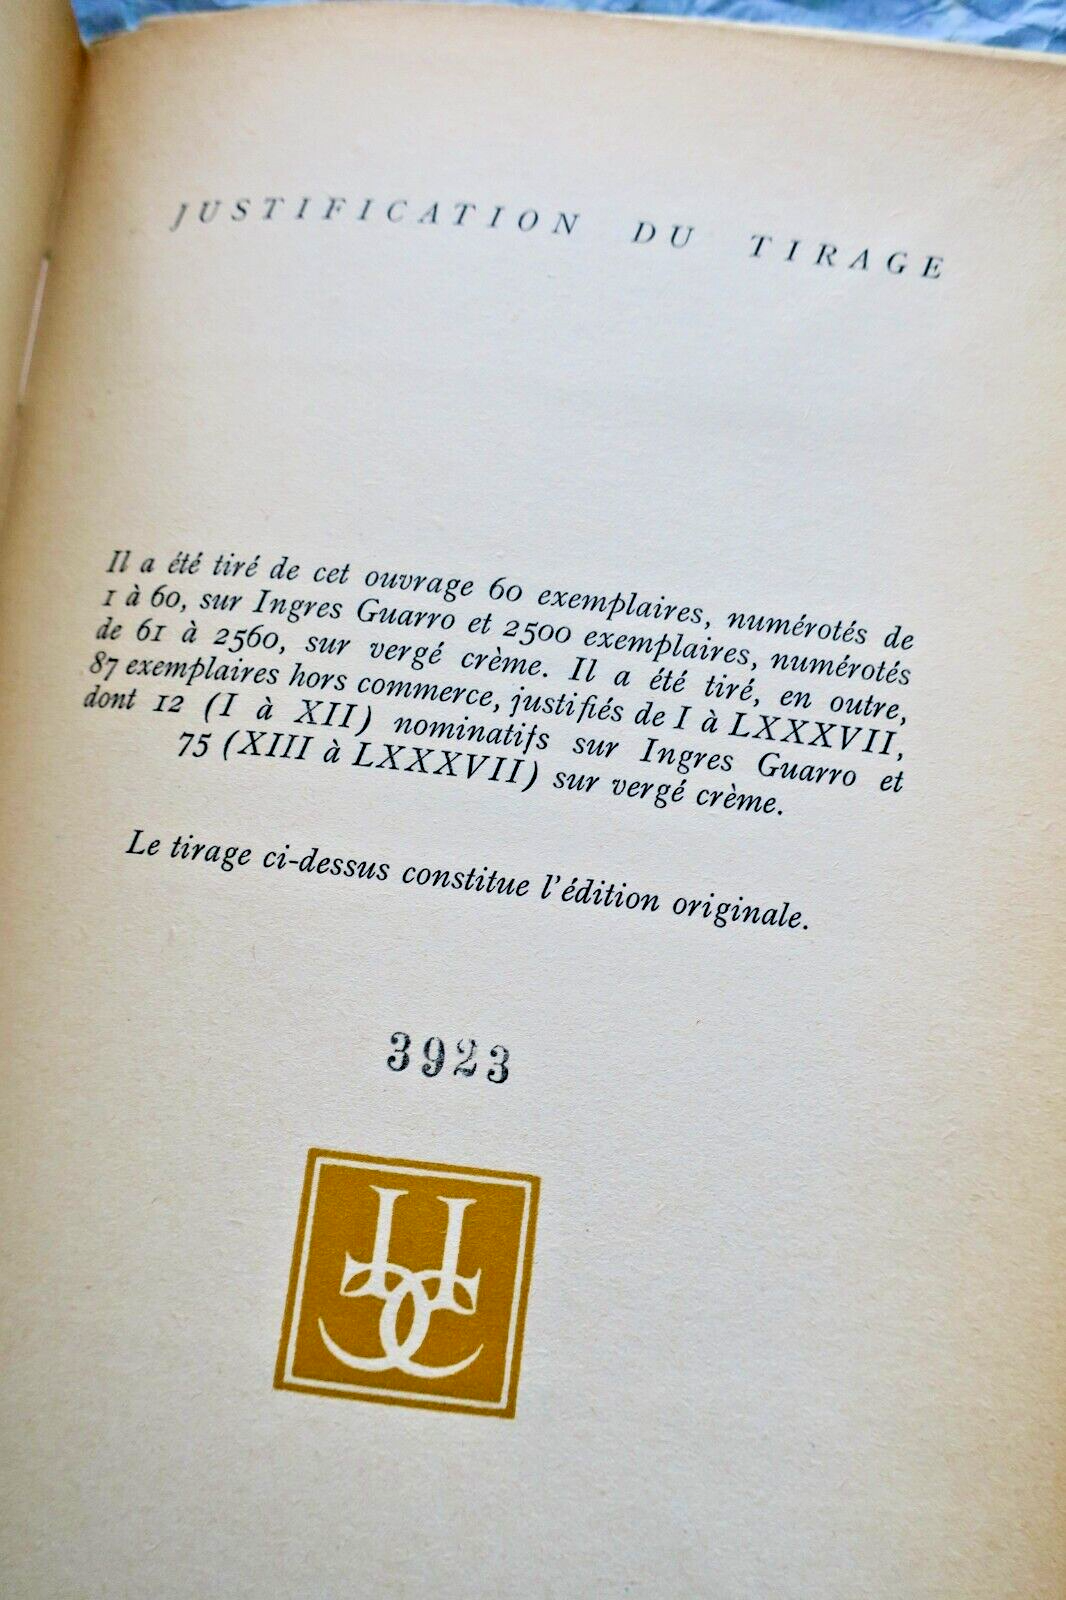 JUSTIFICATION DU TIRAGE
Il a été tiré de cet ouvrage 60 exemplaires, numérotés de
1 à 60, sur Ingres Guarro et 2500 exemplaires, numérotés
de 61 à 2560, sur vergé crème. Il a été tiré, en outre,
87 exemplaires hors commerce, justifiés de I à LXXXVII,
dont 12 (I à XII) nominatifs sur Ingres Guarro et
75 (XIII à LXXXVII) sur vergé crème.
Le tirage ci-dessus constitue l'édition originale.
3923